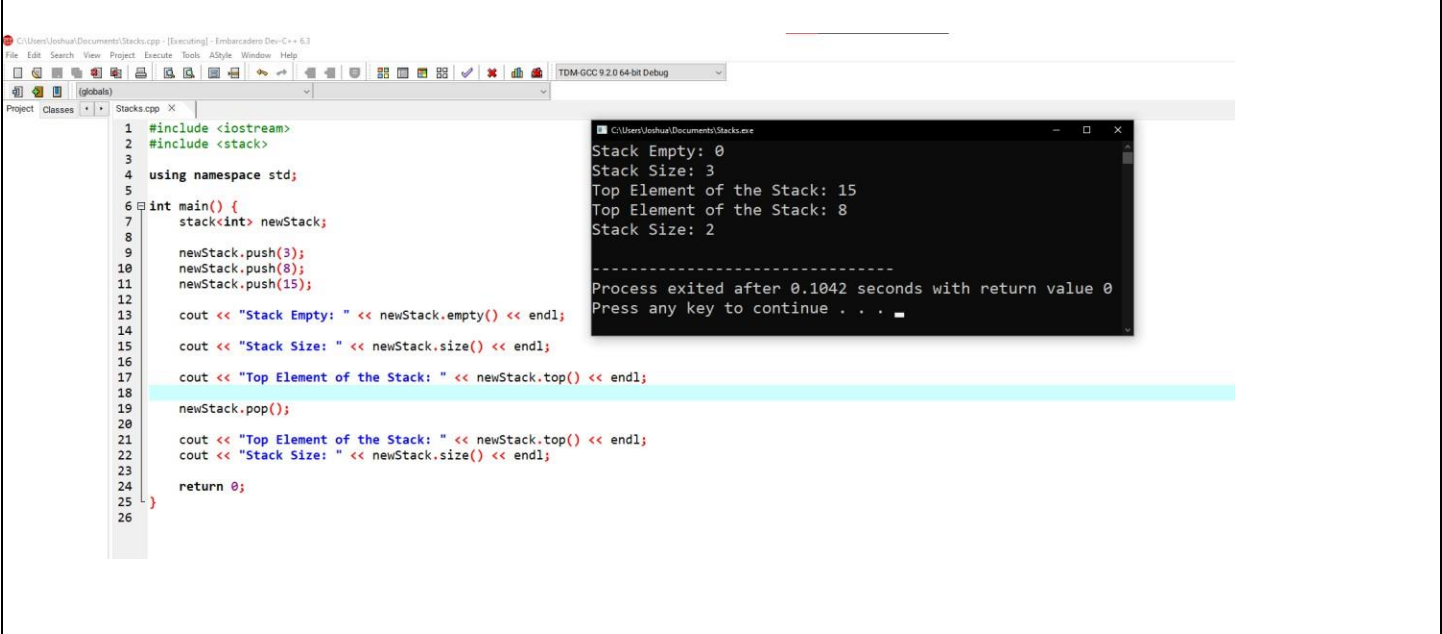 C:\Users\Joshua\Documents\Stacks.cpp - [Executing] - Embarcadero Dev-C++ 6.3
File Edit Search View Project Execute Tools AStyle Window Help
TDM-GCC 9.2.0 64-bit Debug
(globals)
Project Classes Stacks.cpp
1 #include <iostream>
2 #include <stack>
3
4 using namespace std;
5
6 int main() {
7 stack<int> newStack;
8
9 newStack.push(3);
10 newStack.push(8);
11 newStack.push(15);
12
13 cout << "Stack Empty: " << newStack.empty() << endl;
14
15 cout << "Stack Size: " << newStack.size() << endl;
16
17 cout << "Top Element of the Stack: " << newStack.top() << endl;
18
19 newStack.pop();
20
21 cout << "Top Element of the Stack: " << newStack.top() << endl;
22 cout << "Stack Size: " << newStack.size() << endl;
23
24 return 0;
25 }
26
C:\Users\Joshua\Documents\Stacks.exe
Stack Empty: 0
Stack Size: 3
Top Element of the Stack: 15
Top Element of the Stack: 8
Stack Size: 2
--------------------------------
Process exited after 0.1042 seconds with return value 0
Press any key to continue . . .